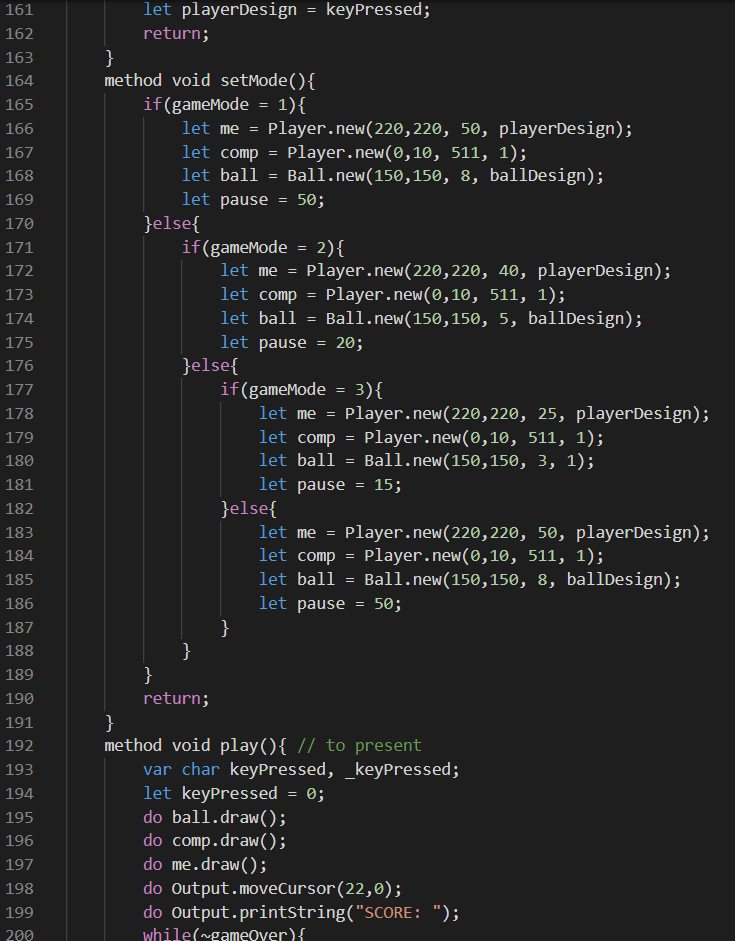 161 let playerDesign = keyPressed;
162 return;
163 }
164 method void setMode(){
165 if(gameMode = 1){
166 let me = Player.new(220,220, 50, playerDesign);
167 let comp = Player.new(0,10, 511, 1);
168 let ball = Ball.new(150,150, 8, ballDesign);
169 let pause = 50;
170 }else{
171 if(gameMode = 2){
172 let me = Player.new(220,220, 40, playerDesign);
173 let comp = Player.new(0,10, 511, 1);
174 let ball = Ball.new(150,150, 5, ballDesign);
175 let pause = 20;
176 }else{
177 if(gameMode = 3){
178 let me = Player.new(220,220, 25, playerDesign);
179 let comp = Player.new(0,10, 511, 1);
180 let ball = Ball.new(150,150, 3, 1);
181 let pause = 15;
182 }else{
183 let me = Player.new(220,220, 50, playerDesign);
184 let comp = Player.new(0,10, 511, 1);
185 let ball = Ball.new(150,150, 8, ballDesign);
186 let pause = 50;
187 }
188 }
189 }
190 return;
191 }
192 method void play(){ // to present
193 var char keyPressed, _keyPressed;
194 let keyPressed = 0;
195 do ball.draw();
196 do comp.draw();
197 do me.draw();
198 do Output.moveCursor(22,0);
199 do Output.printString("SCORE: ");
200 while(~gameOver){